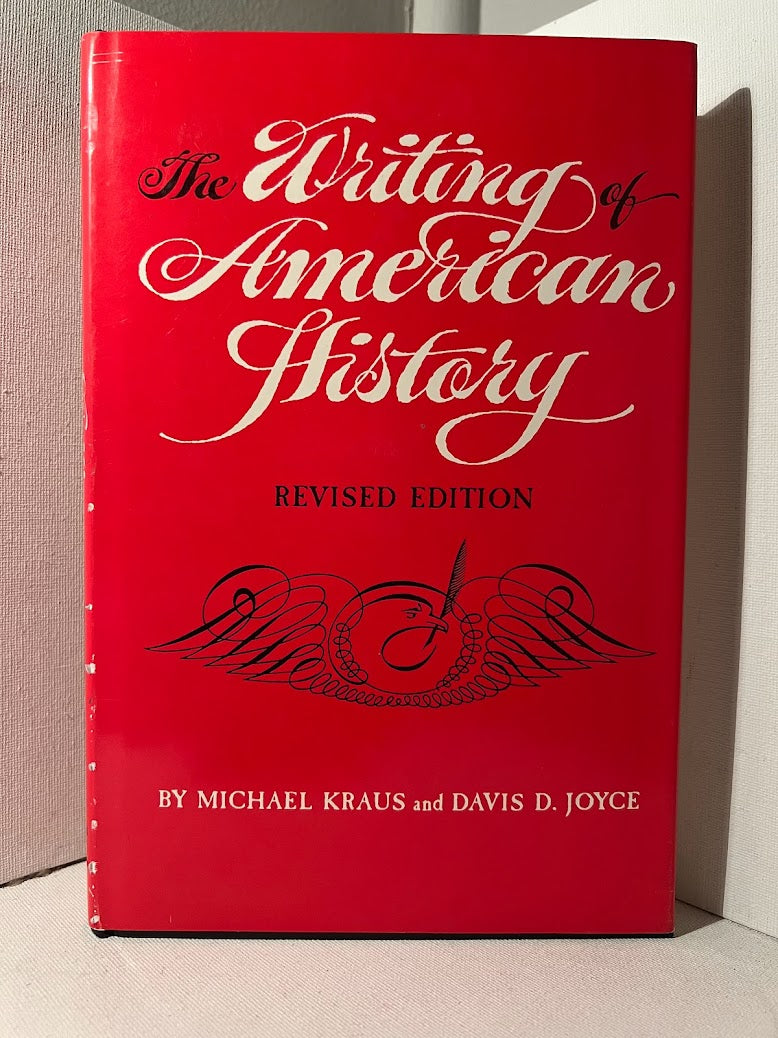 The Writing of
American
History
REVISED EDITION
BY MICHAEL KRAUS and DAVIS D. JOYCE